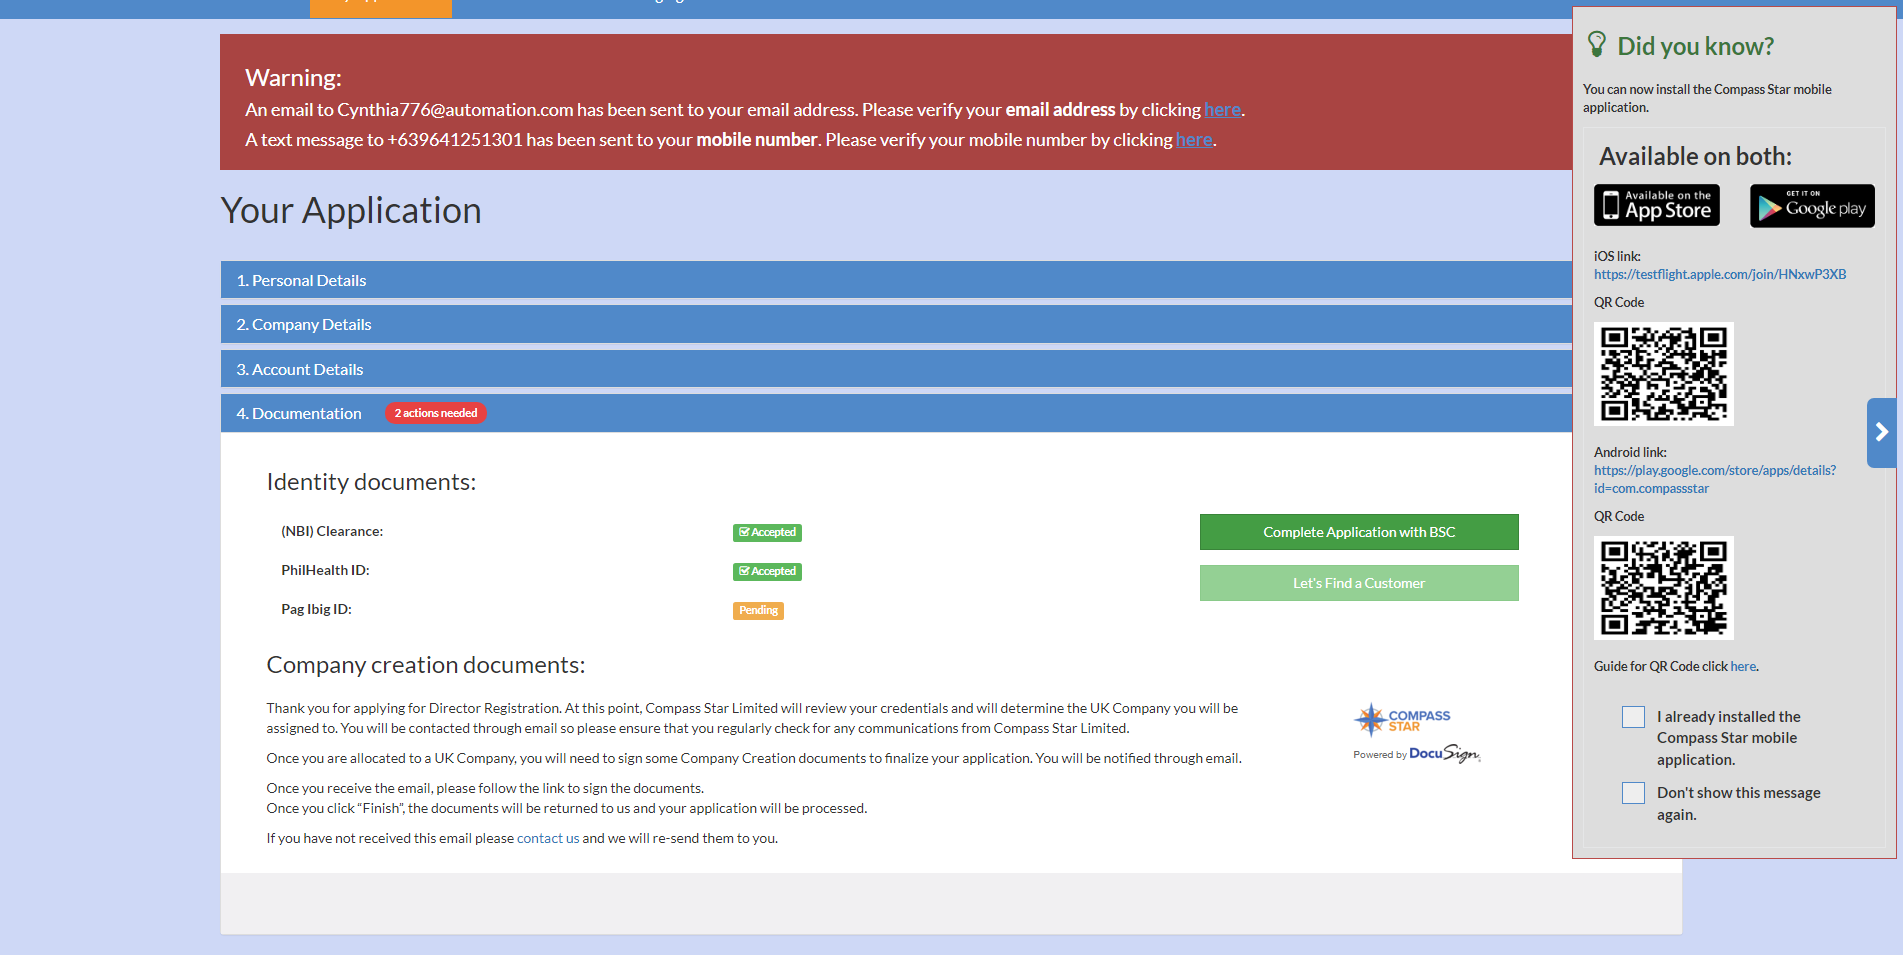 Warning:
An email to Cynthia776@automation.com has been sent to your email address. Please verify your email address by clicking here.
A text message to +639641251301 has been sent to your mobile number. Please verify your mobile number by clicking here.
Your Application
1. Personal Details
2. Company Details
3. Account Details
4. Documentation 2 actions needed
Identity documents:
(NBI) Clearance: Accepted
PhilHealth ID: Accepted
Pag Ibig ID: Pending
Complete Application with BSC
Let's Find a Customer
Company creation documents:
Thank you for applying for Director Registration. At this point, Compass Star Limited will review your credentials and will determine the UK Company you will be
assigned to. You will be contacted through email so please ensure that you regularly check for any communications from Compass Star Limited.
Once you are allocated to a UK Company, you will need to sign some Company Creation documents to finalize your application. You will be notified through email.
Once you receive the email, please follow the link to sign the documents.
Once you click “Finish”, the documents will be returned to us and your application will be processed.
If you have not received this email please contact us and we will re-send them to you.
COMPASS
STAR
Powered by DocuSign
Did you know?
You can now install the Compass Star mobile
application.
Available on both:
Available on the
App Store
GET IT ON
Google play
iOS link:
https://testflight.apple.com/join/HNxwP3XB
QR Code
Android link:
https://play.google.com/store/apps/details?
id=com.compassstar
QR Code
Guide for QR Code click here.
I already installed the
Compass Star mobile
application.
Don't show this message
again.